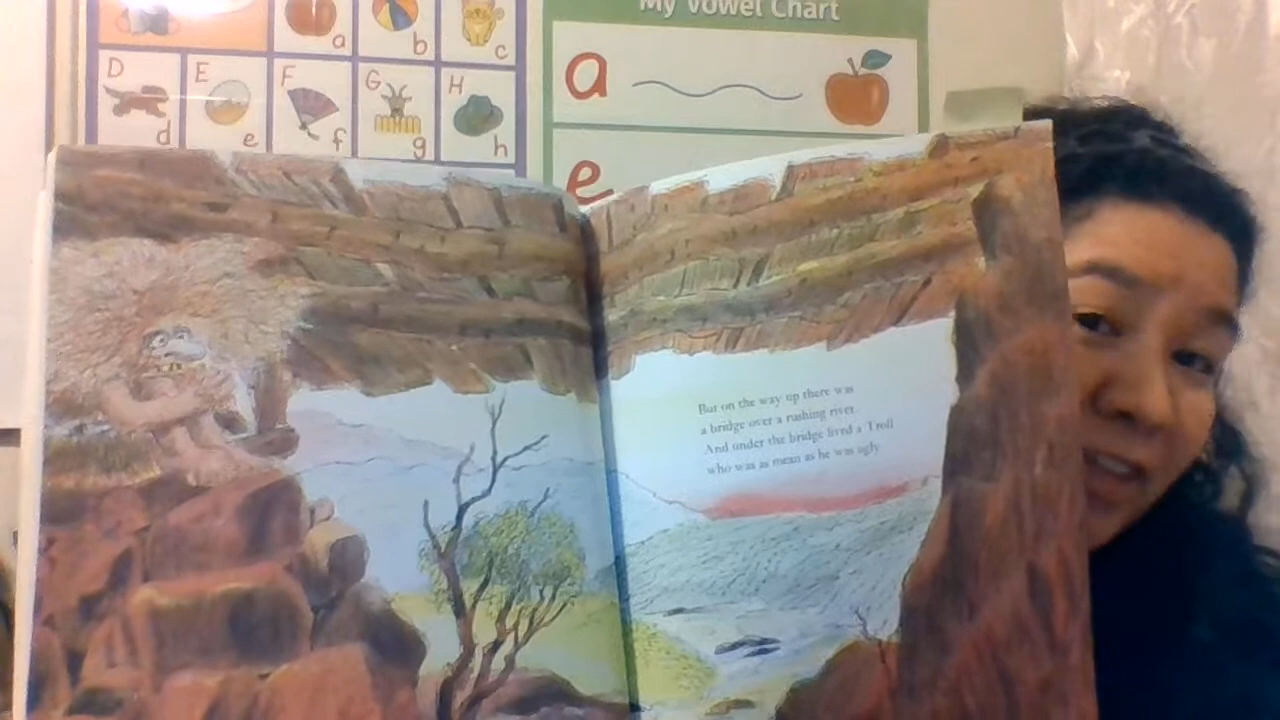 My Vowel Chart
a b c
a
D E F G H
d e f g h
e
But on the way up there was
a bridge over a rushing river.
And under the bridge lived a Troll
who was as mean as he was ugly.